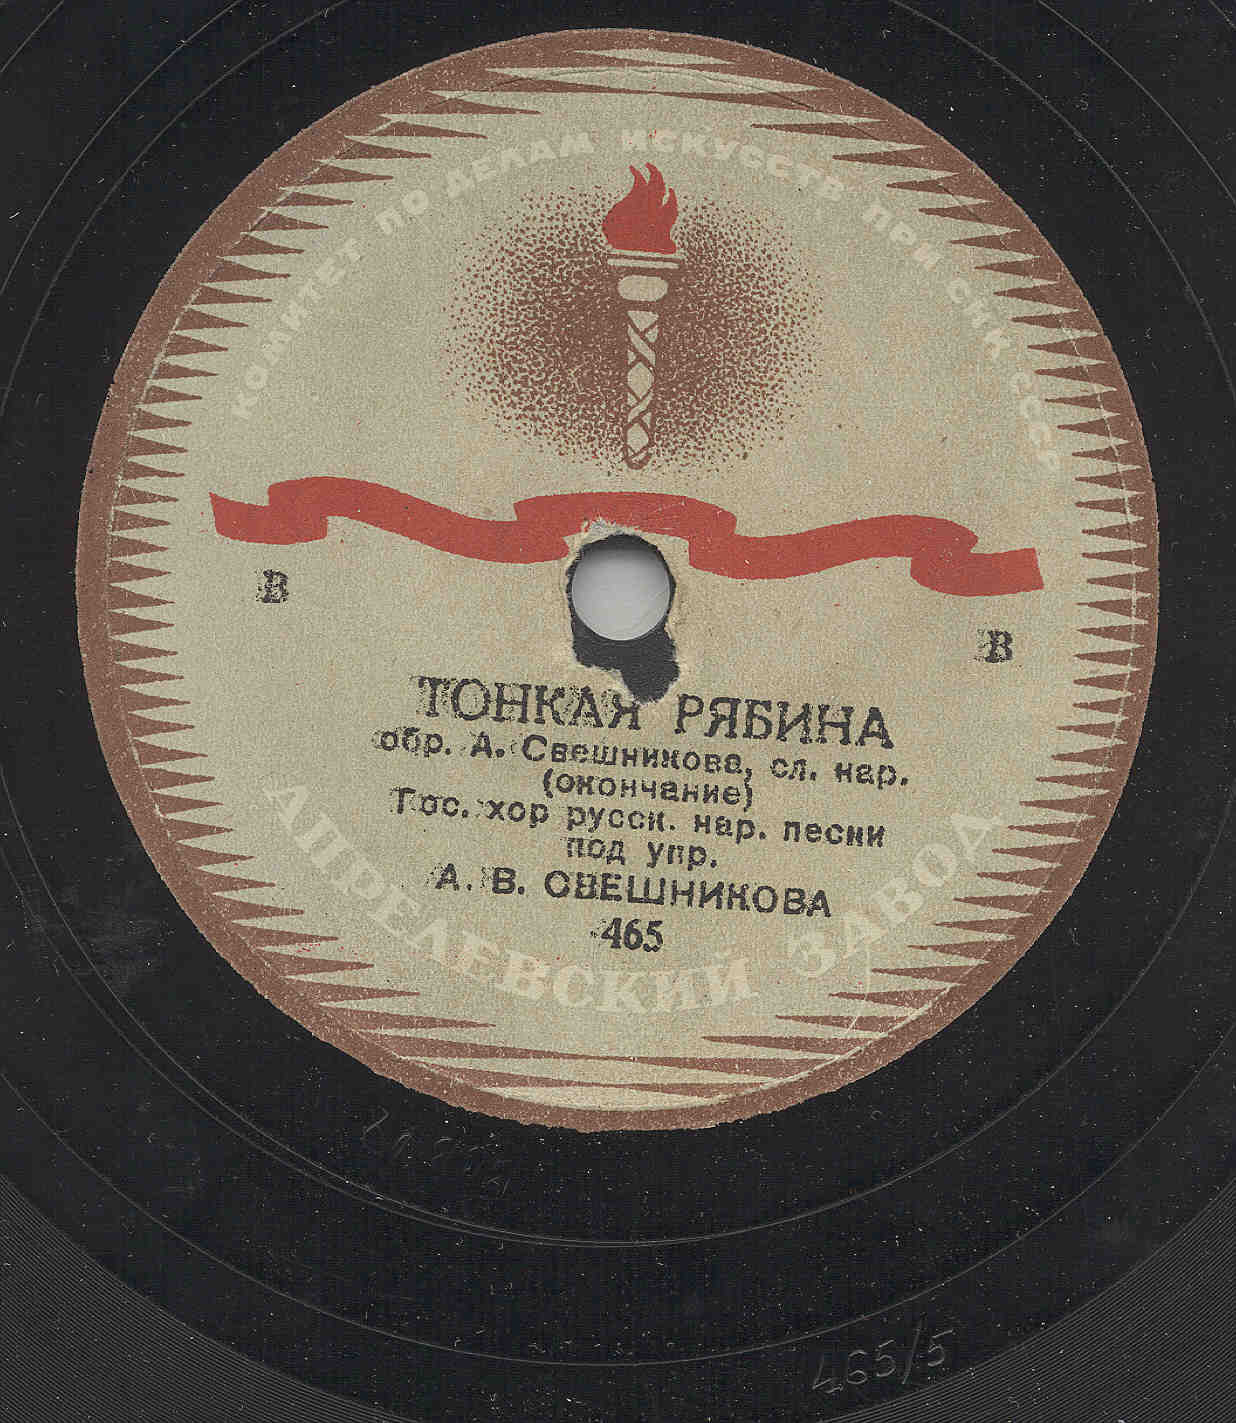 КОМИТЕТ ПО ДЕЛАМ ИСКУССТВ ПРИ СНК СССР
В В
ТОНКАЯ РЯБИНА
обр. А. Свешникова, сл. нар.
(окончание)
Гос. хор русск. нар. песни
под упр.
А. В. СВЕШНИКОВА
465
АПРЕЛЕВСКИЙ ЗАВОД
465/5